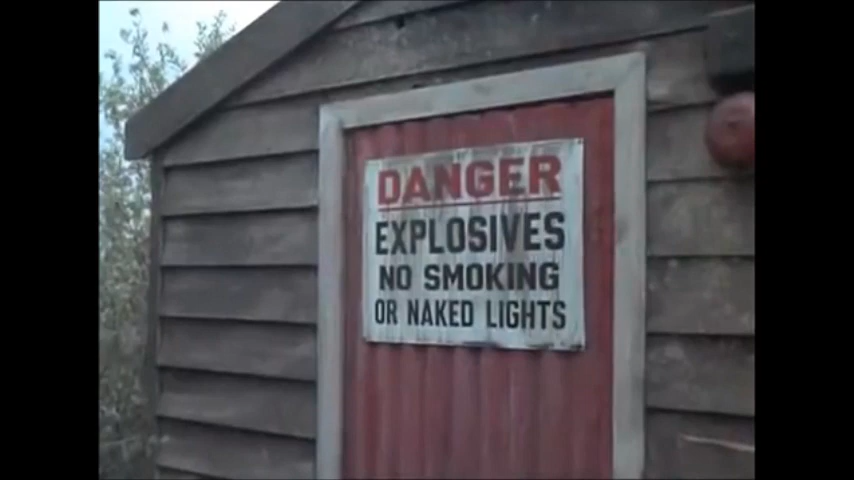 DANGER
EXPLOSIVES
NO SMOKING
OR NAKED LIGHTS